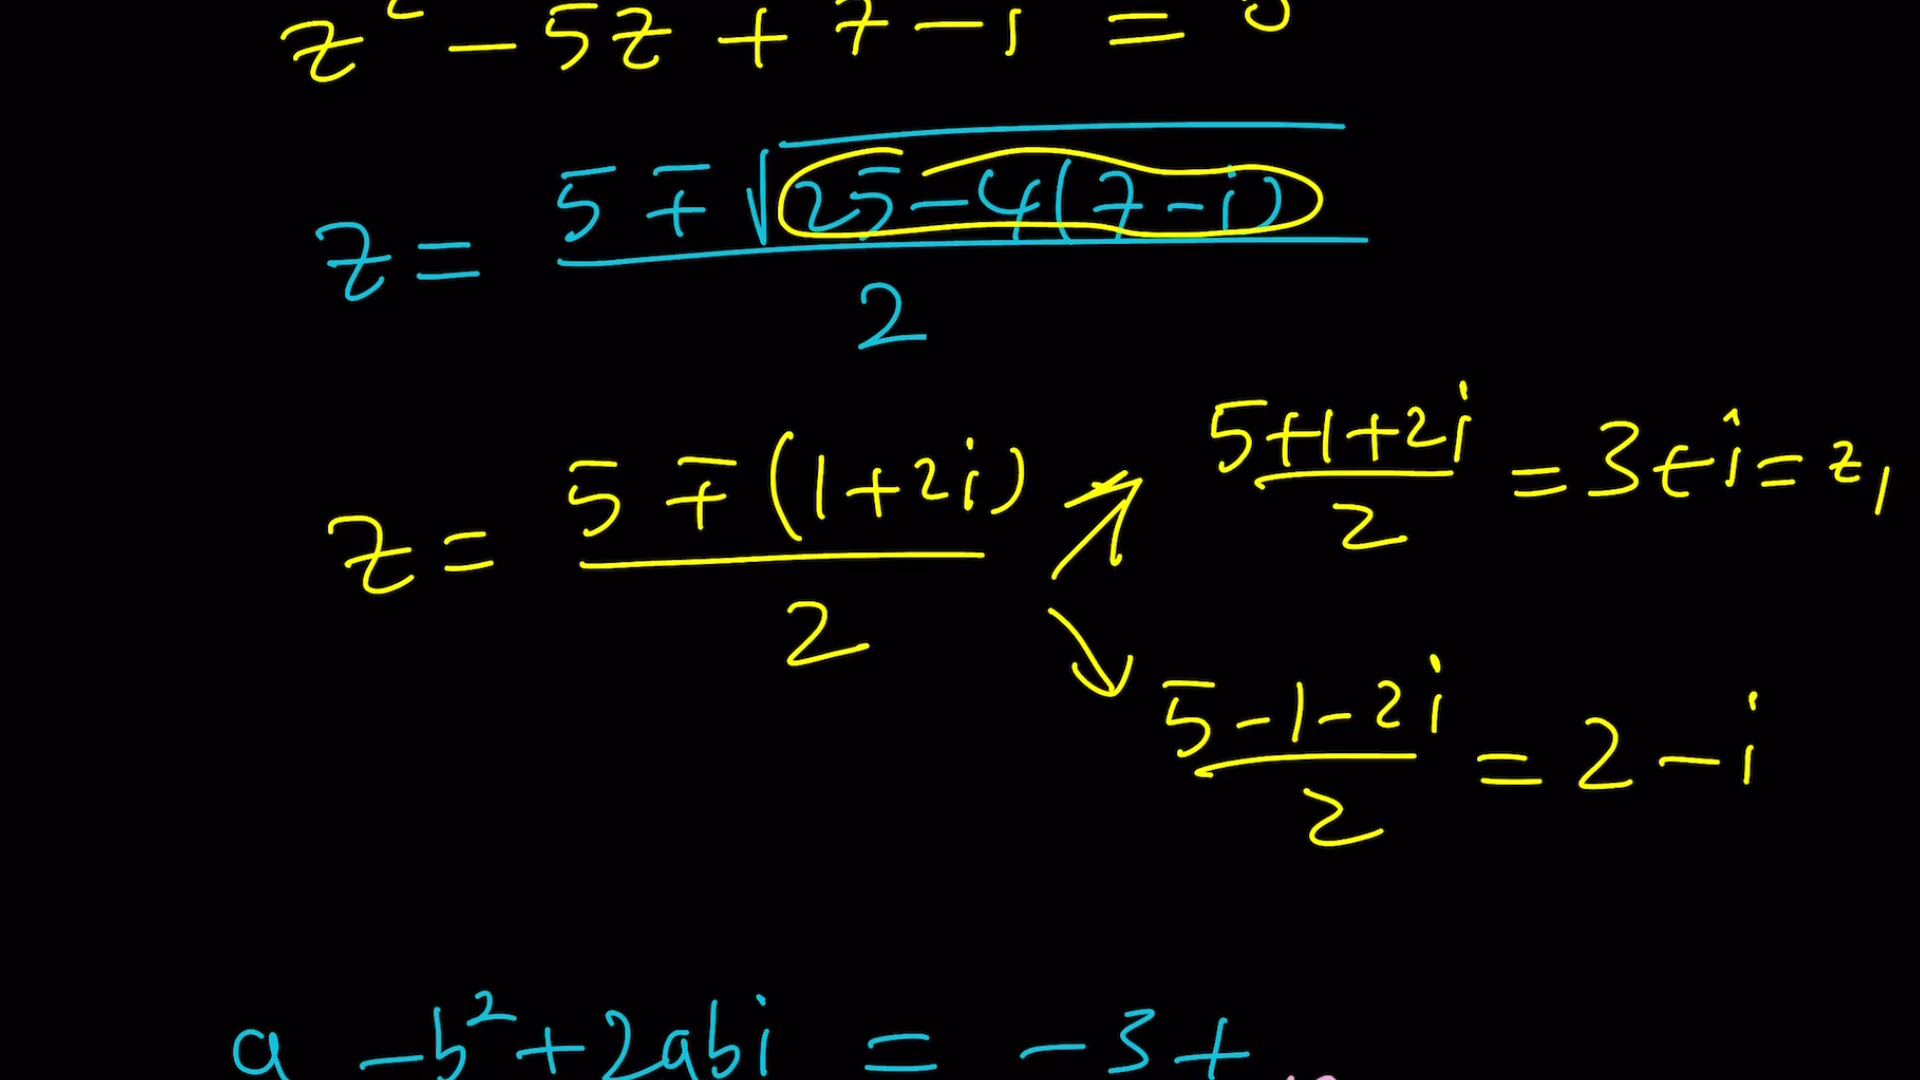 z² - 5z + 7 - i = 0
z = (5 ∓ √(25 - 4(7 - i))) / 2
z = (5 ∓ (1 + 2i)) / 2
(5 + 1 + 2i) / 2 = 3 + i = z₁
(5 - 1 - 2i) / 2 = 2 - i
a - b² + 2abi = -3 +